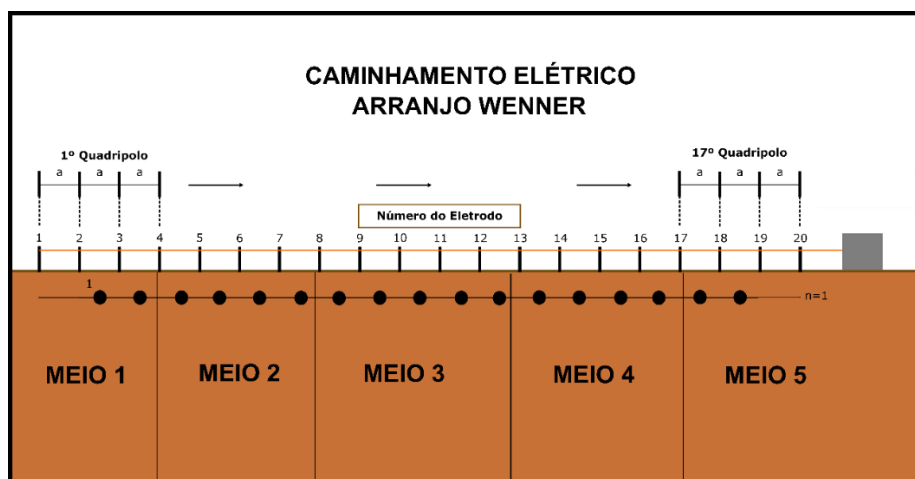 CAMINHAMENTO ELÉTRICO
ARRANJO WENNER
1º Quadripolo
17º Quadripolo
a a a
a a a
Número do Eletrodo
1 2 3 4 5 6 7 8 9 10 11 12 13 14 15 16 17 18 19 20
1
n=1
MEIO 1 MEIO 2 MEIO 3 MEIO 4 MEIO 5